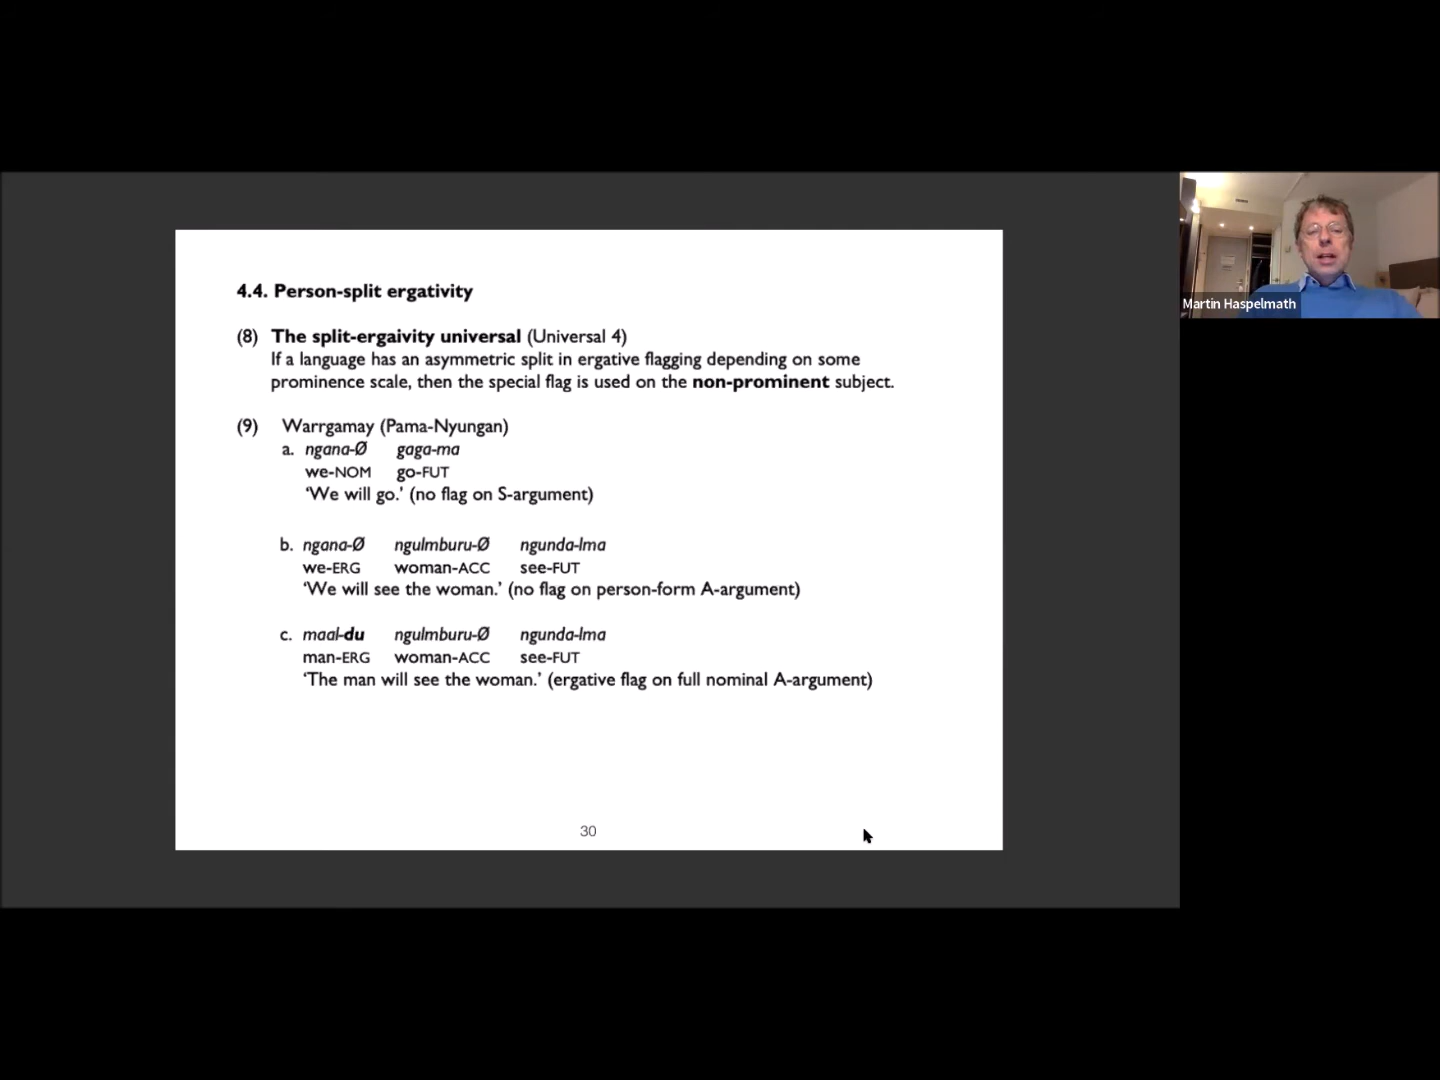 4.4. Person-split ergativity
(8) The split-ergaivity universal (Universal 4)
If a language has an asymmetric split in ergative flagging depending on some
prominence scale, then the special flag is used on the non-prominent subject.
(9) Warrgamay (Pama-Nyungan)
a. ngana-Ø gaga-ma
we-NOM go-FUT
‘We will go.’ (no flag on S-argument)
b. ngana-Ø ngulmburu-Ø ngunda-lma
we-ERG woman-ACC see-FUT
‘We will see the woman.’ (no flag on person-form A-argument)
c. maal-du ngulmburu-Ø ngunda-lma
man-ERG woman-ACC see-FUT
‘The man will see the woman.’ (ergative flag on full nominal A-argument)
30
Martin Haspelmath